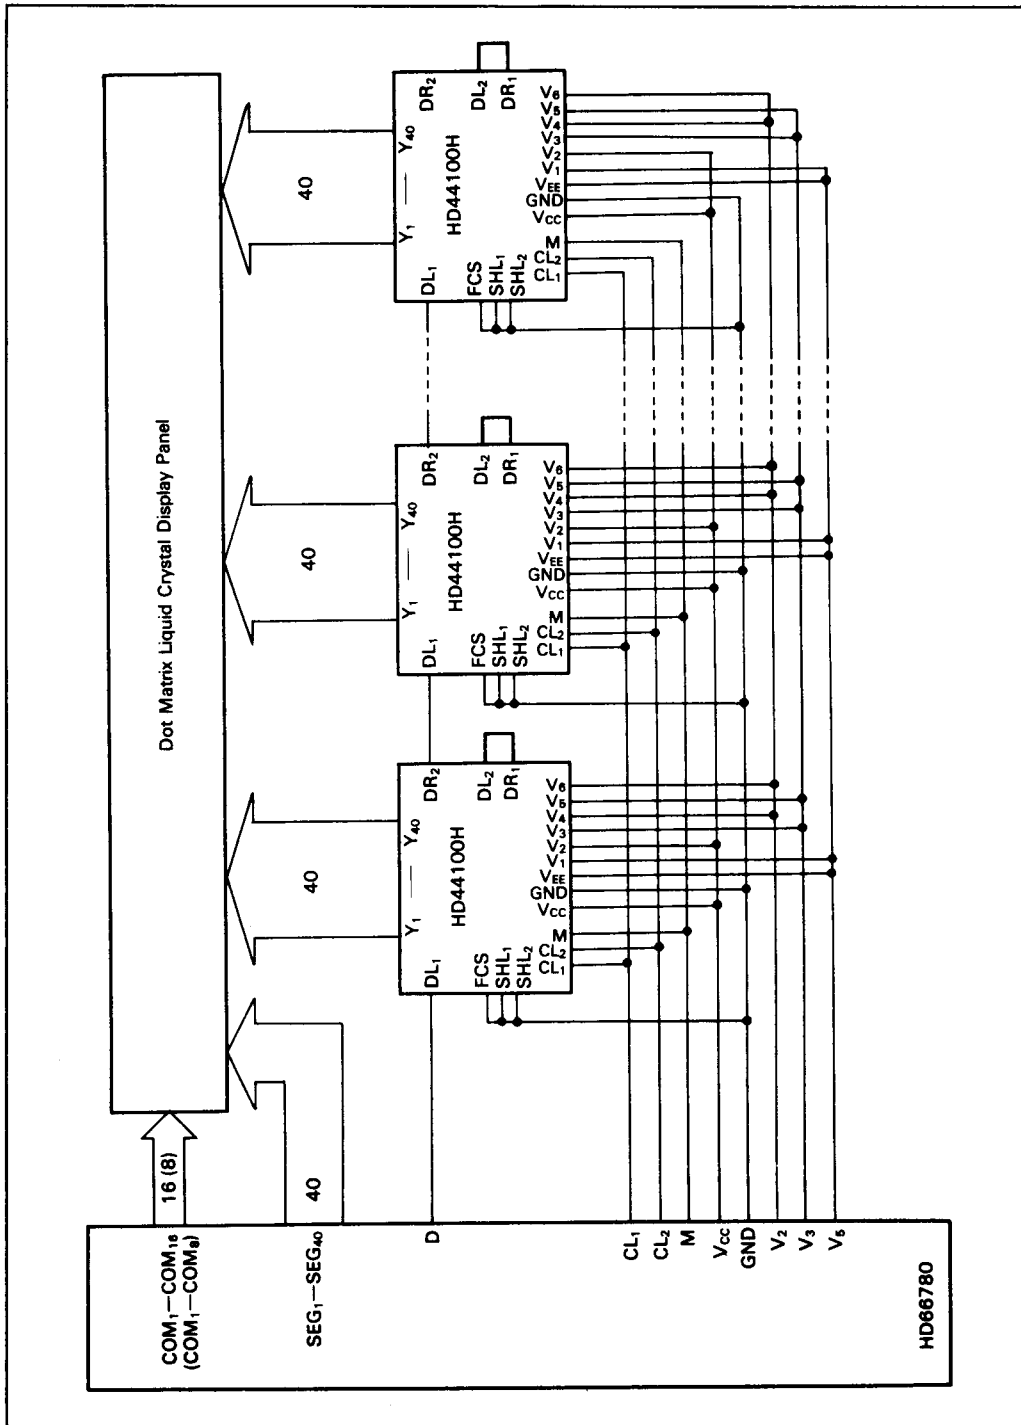 Dot Matrix Liquid Crystal Display Panel
16 (8)
40
40
40
40
COM₁—COM₁₆
(COM₁—COM₈)
SEG₁—SEG₄₀
D
CL₁
CL₂
M
VCC
GND
V₂
V₃
V₅
HD66780
DL₁
Y₁ — Y₄₀
DR₂
HD44100H
FCS
SHL₁
SHL₂
DL₂
DR₁
CL₁
CL₂
M
VCC
GND
VEE
V₁
V₂
V₃
V₄
V₅
V₆
DL₁
Y₁ — Y₄₀
DR₂
HD44100H
FCS
SHL₁
SHL₂
DL₂
DR₁
CL₁
CL₂
M
VCC
GND
VEE
V₁
V₂
V₃
V₄
V₅
V₆
DL₁
Y₁ — Y₄₀
DR₂
HD44100H
FCS
SHL₁
SHL₂
DL₂
DR₁
CL₁
CL₂
M
VCC
GND
VEE
V₁
V₂
V₃
V₄
V₅
V₆